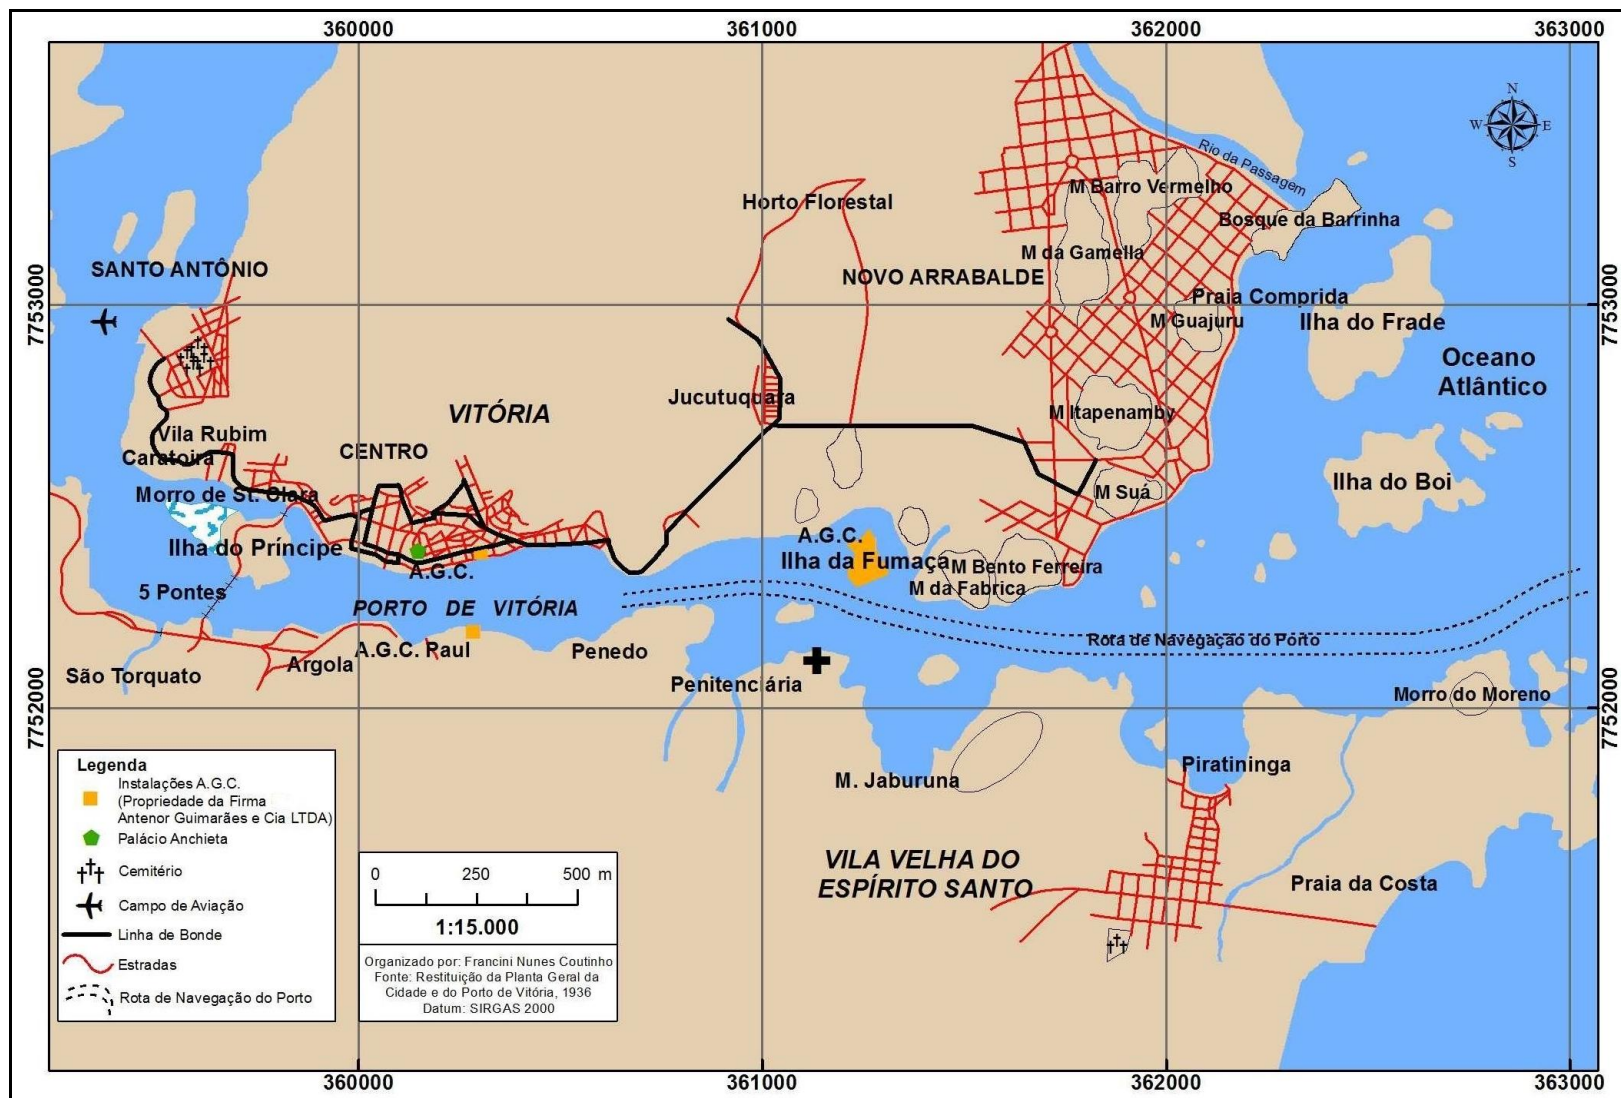 360000
361000
362000
363000
N
W
E
S
Rio da Passagem
M Barro Vermelho
Horto Florestal
Bosque da Barrinha
M da Gamella
SANTO ANTÔNIO
NOVO ARRABALDE
7753000
7753000
Praia Comprida
M Guajuru
Ilha do Frade
Oceano
Atlântico
Jucutuquara
VITÓRIA
M Itapenamby
Vila Rubim
Caratoira
CENTRO
Ilha do Boi
Morro de St. Clara
M Suá
A.G.C.
Ilha do Príncipe
Ilha da Fumaça
A.G.C.
M Bento Ferreira
M da Fabrica
5 Pontes
PORTO DE VITÓRIA
Rota de Navegação do Porto
A.G.C. Paul
Penedo
Argola
São Torquato
Penitenciária
Morro do Moreno
7752000
7752000
Piratininga
M. Jaburuna
VILA VELHA DO
ESPÍRITO SANTO
Praia da Costa
Legenda
Instalações A.G.C.
(Propriedade da Firma
Antenor Guimarães e Cia LTDA)
Palácio Anchieta
Cemitério
Campo de Aviação
Linha de Bonde
Estradas
Rota de Navegação do Porto
0 250 500 m
1:15.000
Organizado por: Francini Nunes Coutinho
Fonte: Restituição da Planta Geral da
Cidade e do Porto de Vitória, 1936
Datum: SIRGAS 2000
360000
361000
362000
363000